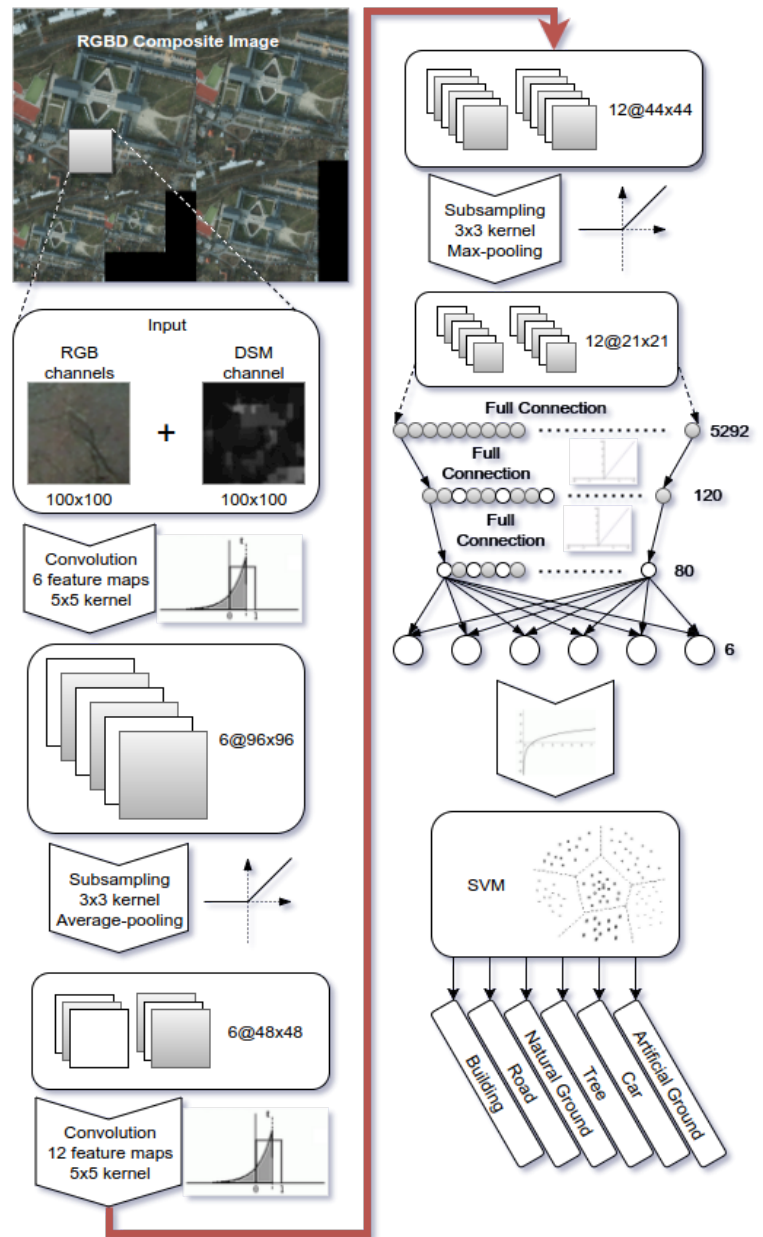 RGBD Composite Image
Input
RGB
channels
DSM
channel
+
100x100
100x100
Convolution
6 feature maps
5x5 kernel
6@96x96
Subsampling
3x3 kernel
Average-pooling
6@48x48
Convolution
12 feature maps
5x5 kernel
12@44x44
Subsampling
3x3 kernel
Max-pooling
12@21x21
Full Connection
5292
Full
Connection
120
Full
Connection
80
6
SVM
Building
Road
Natural Ground
Tree
Car
Artificial Ground